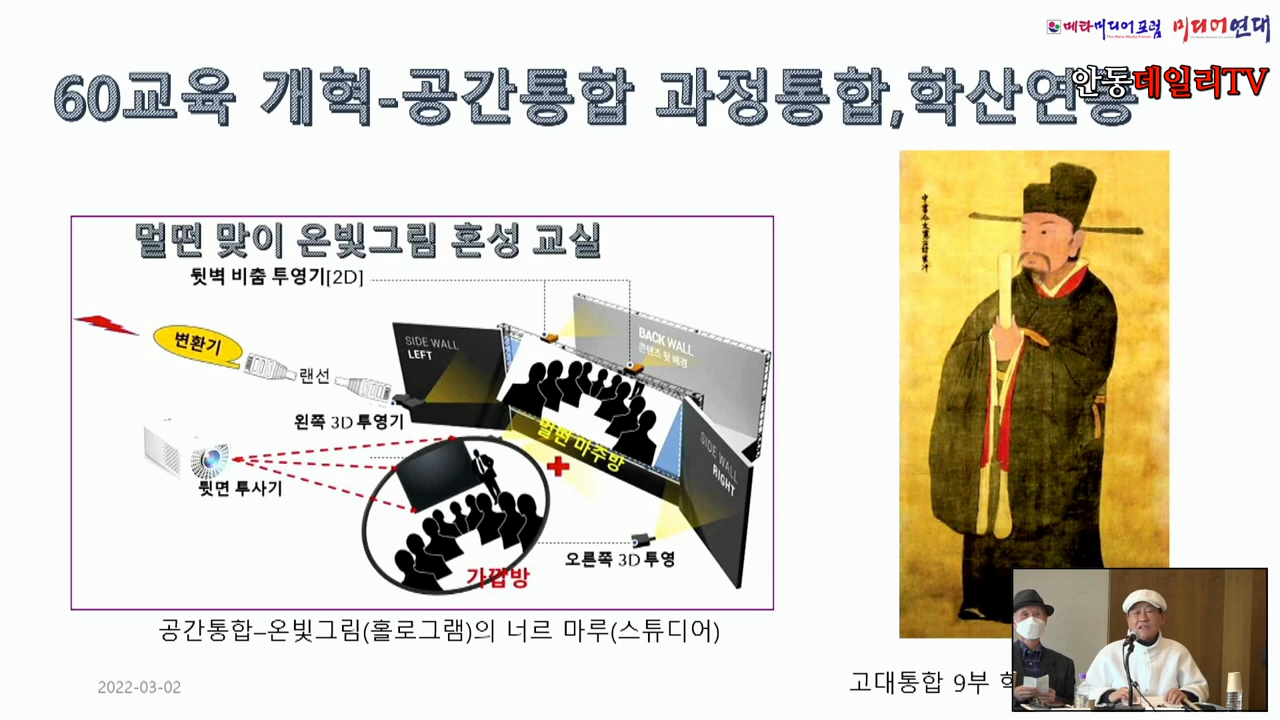 메타미디어포럼 미디어연대
안동데일리TV
60교육 개혁-공간통합 과정통합,학산연동
멀떤 맞이 온빛그림 혼성 교실
뒷벽 비춤 투영기[2D]
변환기
랜선
SIDE WALL
LEFT
BACK WALL
콘텐츠 뒷 배경
왼쪽 3D 투영기
멀떤 마주방
SIDE WALL
RIGHT
뒷면 투사기
오른쪽 3D 투영
가깝방
공간통합–온빛그림(홀로그램)의 너르 마루(스튜디어)
2022-03-02
고대통합 9부